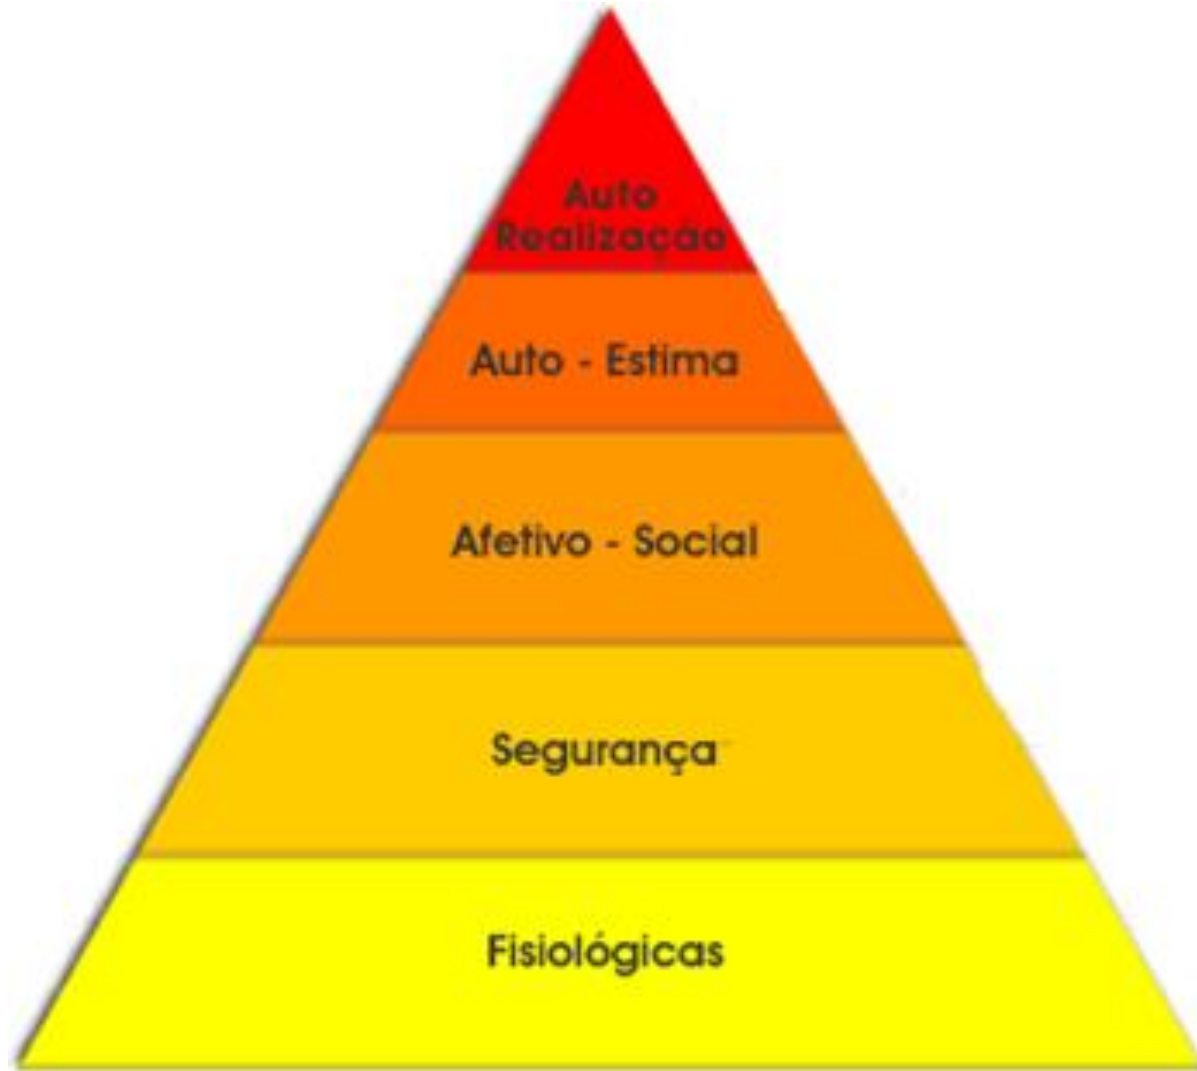 Auto
Realização
Auto - Estima
Afetivo - Social
Segurança
Fisiológicas